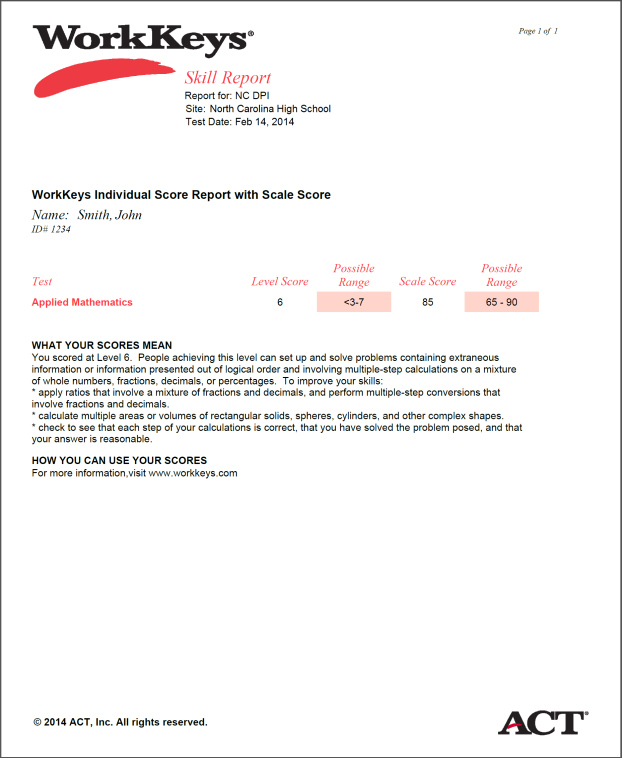 WorkKeys®
Page 1 of 1
Skill Report
Report for: NC DPI
Site: North Carolina High School
Test Date: Feb 14, 2014
WorkKeys Individual Score Report with Scale Score
Name: Smith, John
ID# 1234
Test Level Score Possible Range Scale Score Possible Range
Applied Mathematics 6 <3-7 85 65 - 90
WHAT YOUR SCORES MEAN
You scored at Level 6. People achieving this level can set up and solve problems containing extraneous
information or information presented out of logical order and involving multiple-step calculations on a mixture
of whole numbers, fractions, decimals, or percentages. To improve your skills:
* apply ratios that involve a mixture of fractions and decimals, and perform multiple-step conversions that
involve fractions and decimals.
* calculate multiple areas or volumes of rectangular solids, spheres, cylinders, and other complex shapes.
* check to see that each step of your calculations is correct, that you have solved the problem posed, and that
your answer is reasonable.
HOW YOU CAN USE YOUR SCORES
For more information,visit www.workkeys.com
© 2014 ACT, Inc. All rights reserved.
ACT®